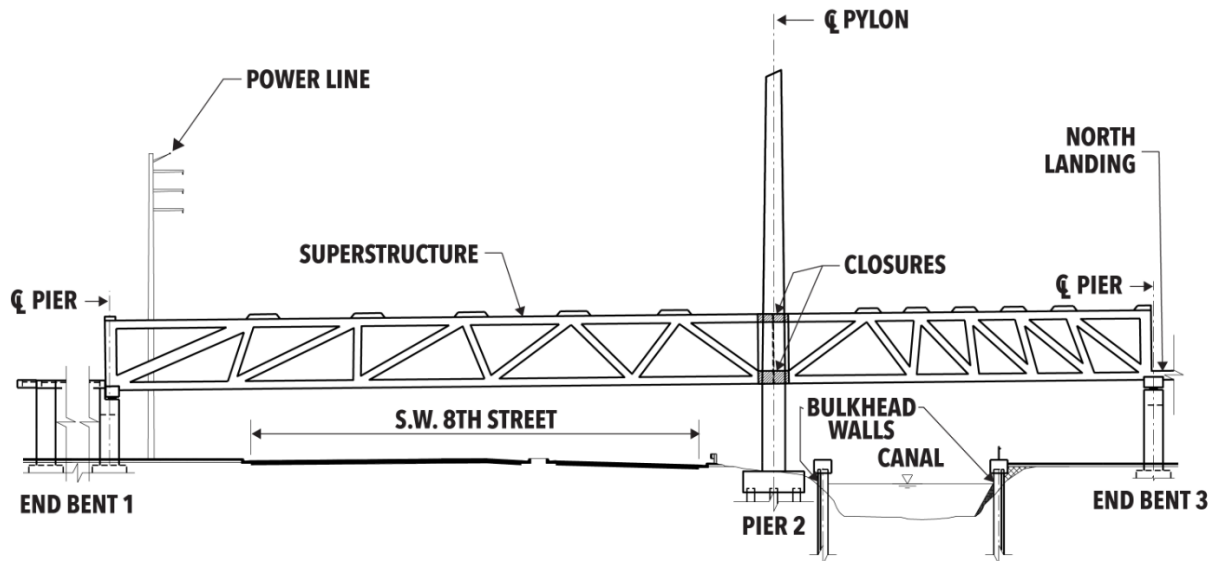 ℄ PYLON
POWER LINE
NORTH
LANDING
SUPERSTRUCTURE
CLOSURES
℄ PIER
℄ PIER
S.W. 8TH STREET
BULKHEAD
WALLS
CANAL
END BENT 1
PIER 2
END BENT 3